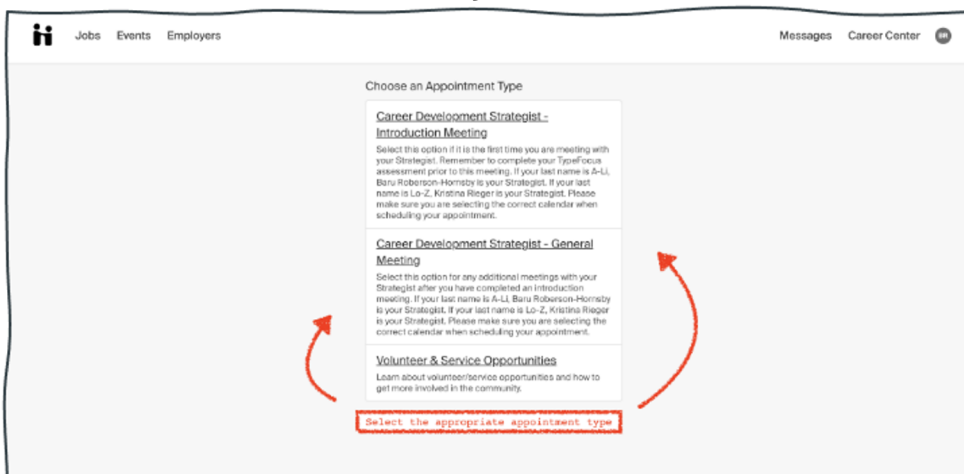 Jobs Events Employers Messages Career Center BR
Choose an Appointment Type
Career Development Strategist -
Introduction Meeting
Select this option if it is the first time you are meeting with
your Strategist. Remember to complete your TypeFocus
assessment prior to this meeting. If your last name is A-Li,
Baru Roberson-Hornsby is your Strategist. If your last
name is Lo-Z, Kristina Rieger is your Strategist. Please
make sure you are selecting the correct calendar when
scheduling your appointment.
Career Development Strategist - General
Meeting
Select this option for any additional meetings with your
Strategist after you have completed an introduction
meeting. If your last name is A-Li, Baru Roberson-Hornsby
is your Strategist. If your last name is Lo-Z, Kristina Rieger
is your Strategist. Please make sure you are selecting the
correct calendar when scheduling your appointment.
Volunteer & Service Opportunities
Learn about volunteer/service opportunities and how to
get more involved in the community.
Select the appropriate appointment type